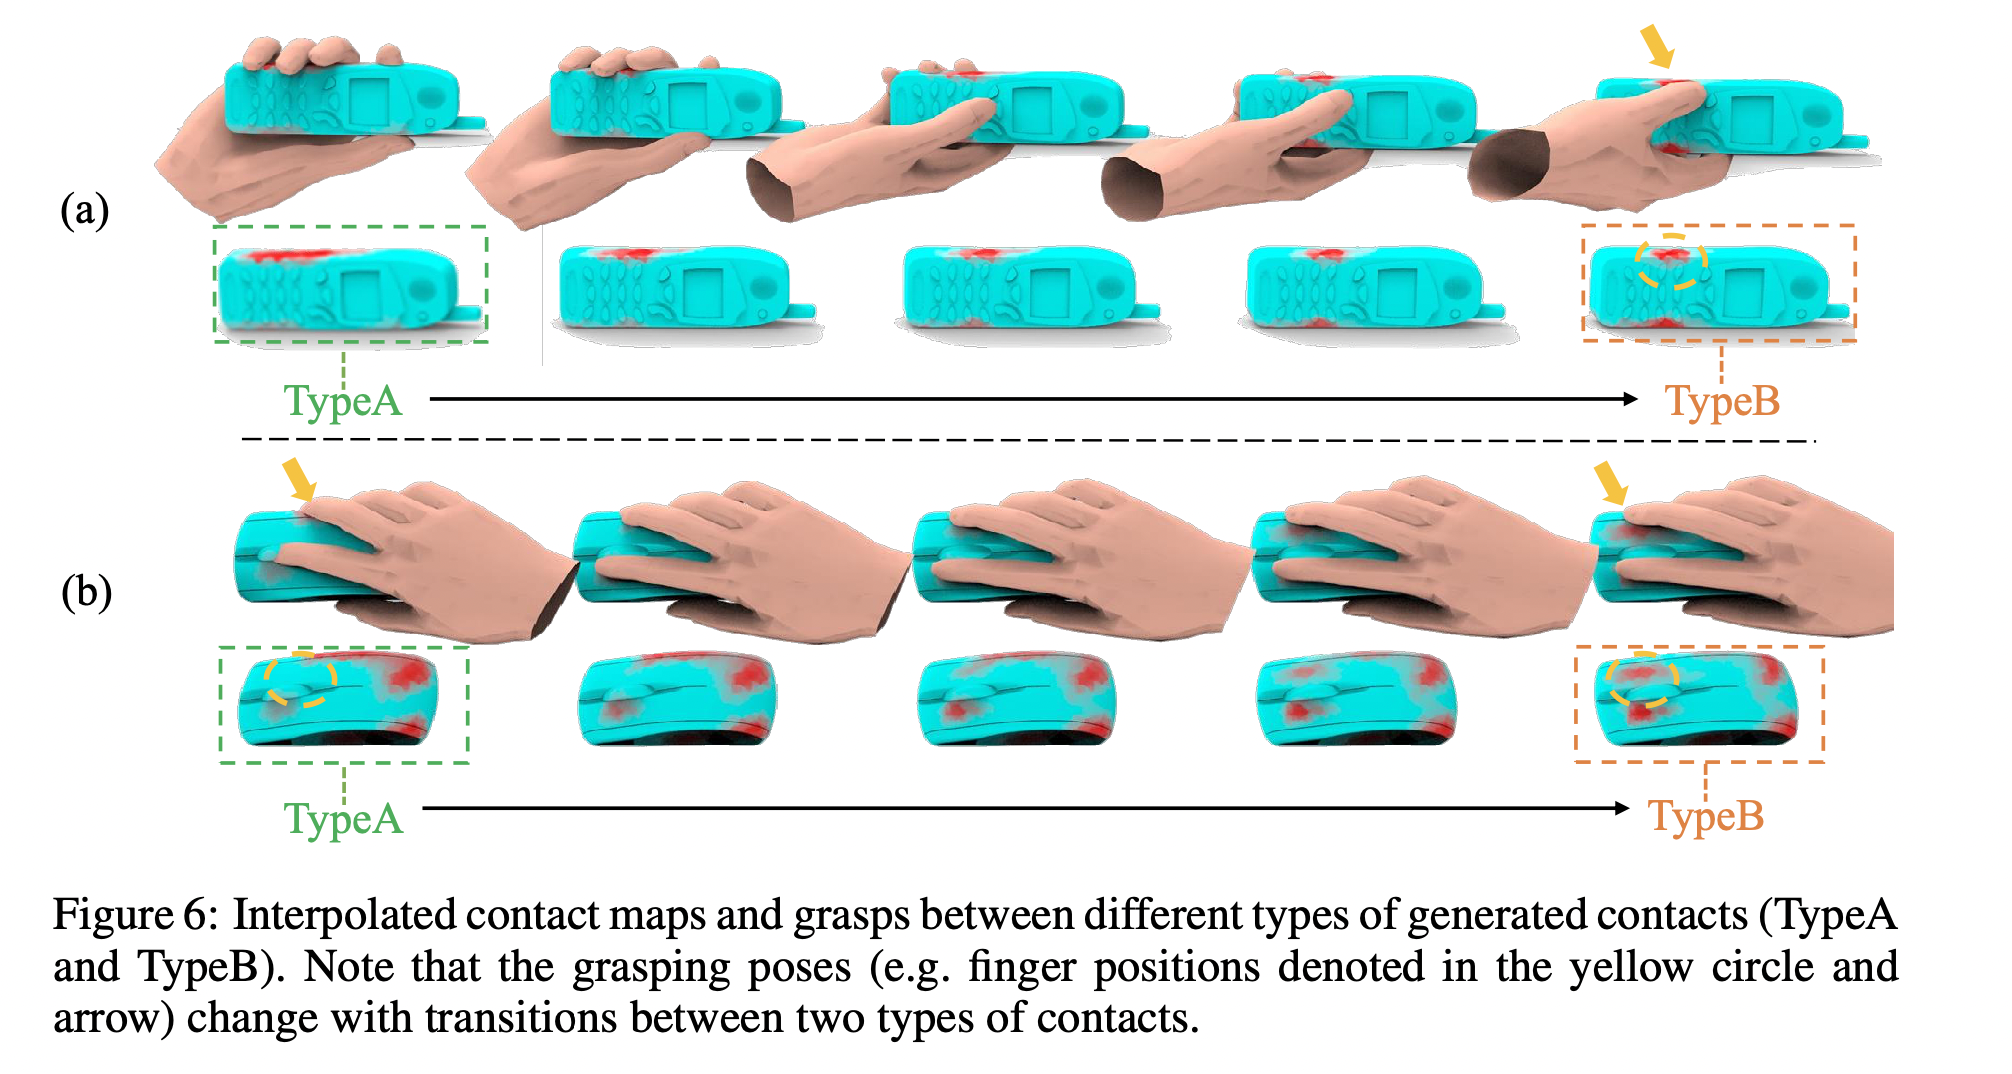 (a)
TypeA
TypeB
(b)
TypeA
TypeB
Figure 6: Interpolated contact maps and grasps between different types of generated contacts (TypeA
and TypeB). Note that the grasping poses (e.g. finger positions denoted in the yellow circle and
arrow) change with transitions between two types of contacts.